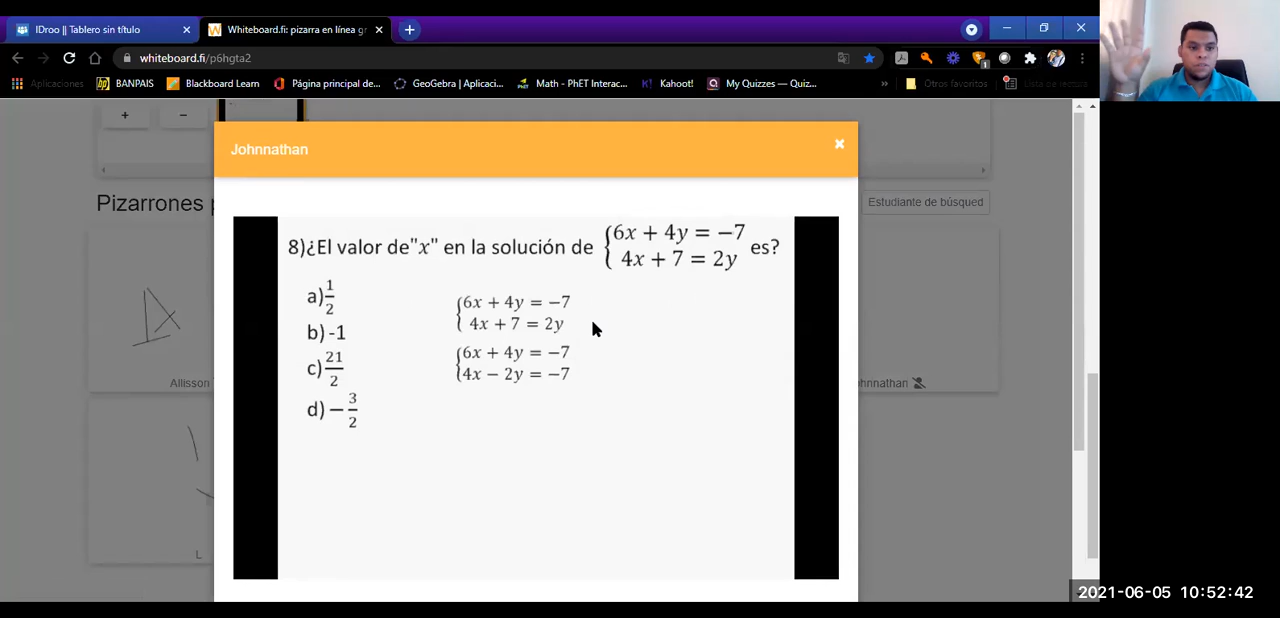 IDroo || Tablero sin título
Whiteboard.fi: pizarra en línea gr
whiteboard.fi/p6hgta2
Aplicaciones
BANPAIS
Blackboard Learn
Página principal de...
GeoGebra | Aplicaci...
Math - PhET Interac...
Kahoot!
My Quizzes — Quiz...
»
Otros favoritos
Lista de lectura
+ −
Johnnathan
×
Pizarrones p
Estudiante de búsqued
8)¿El valor de"x" en la solución de {6x + 4y = −7 es?
4x + 7 = 2y
a) 1/2
b) -1
c) 21/2
d) − 3/2
{6x + 4y = −7
4x + 7 = 2y
{6x + 4y = −7
4x − 2y = −7
Allisson
hnnathan
L
2021-06-05 10:52:42